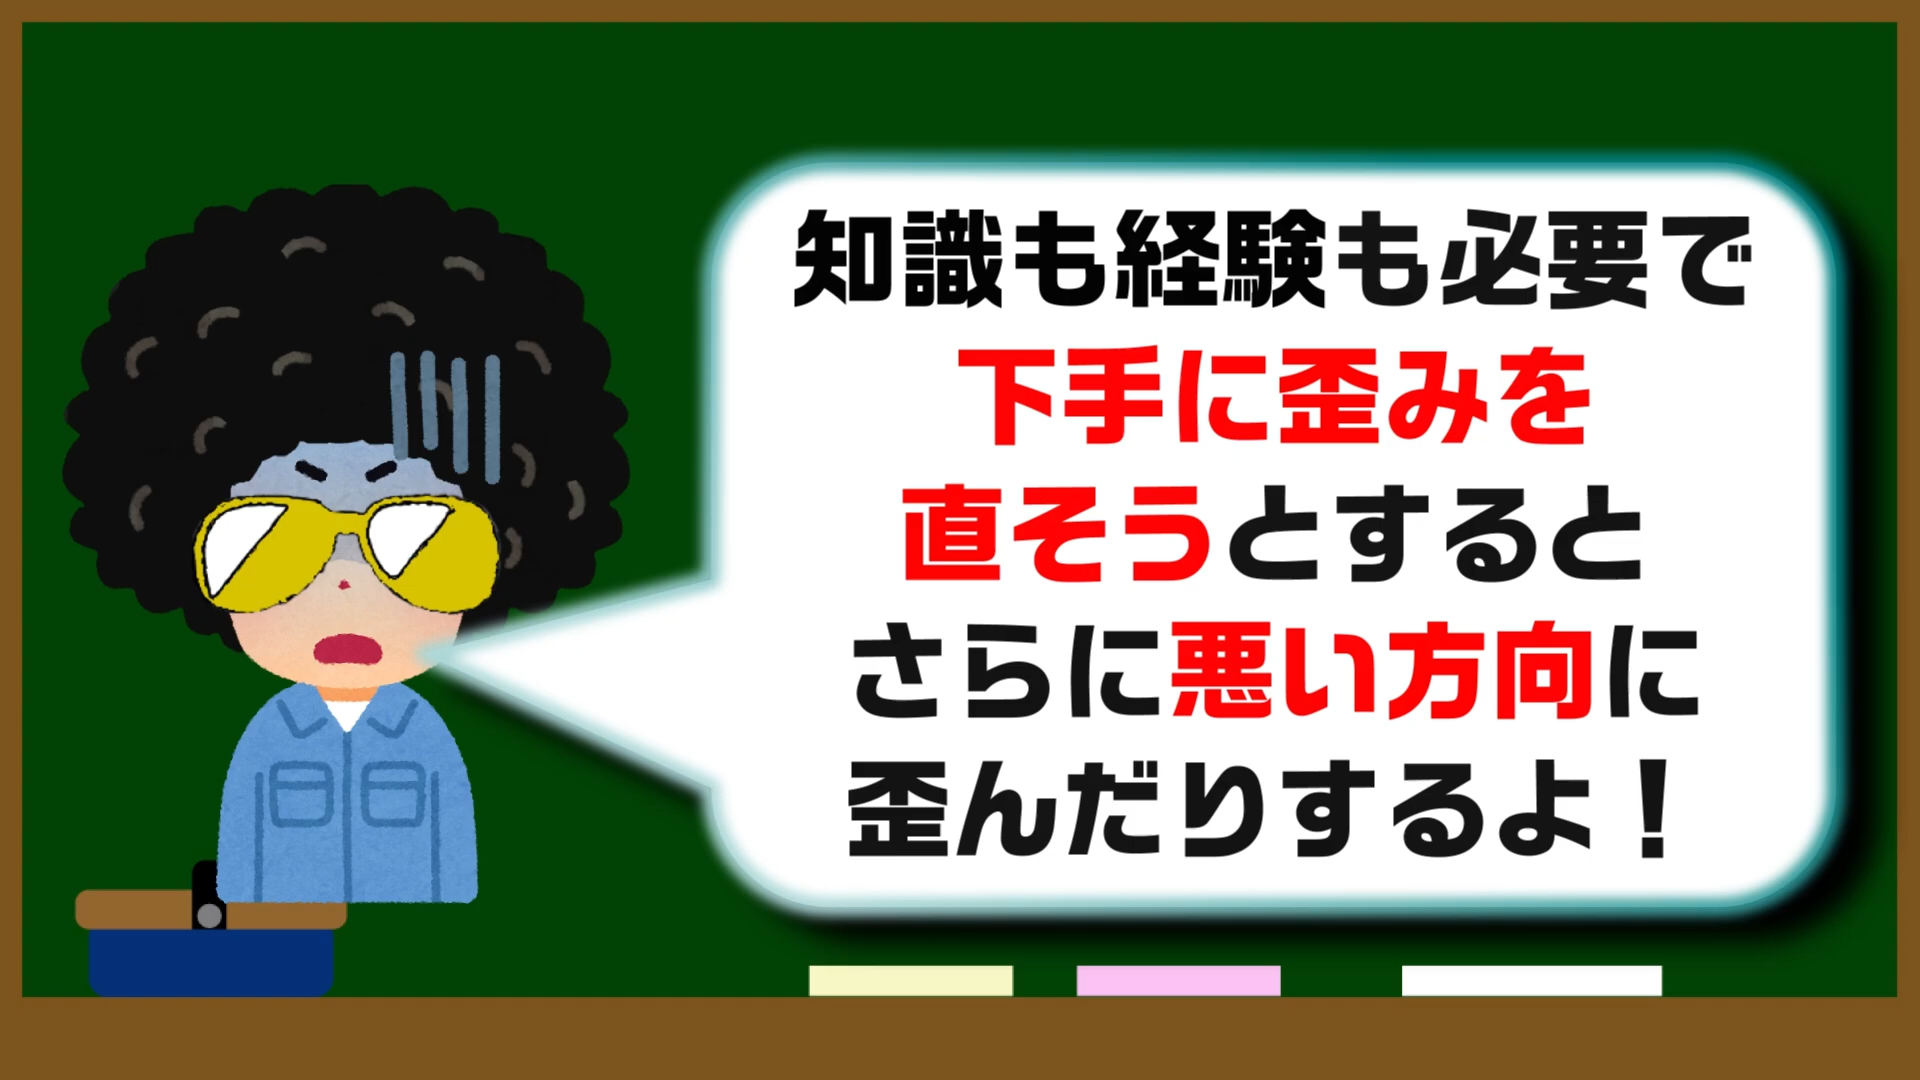 知識も経験も必要で
下手に歪みを
直そうとすると
さらに悪い方向に
歪んだりするよ！